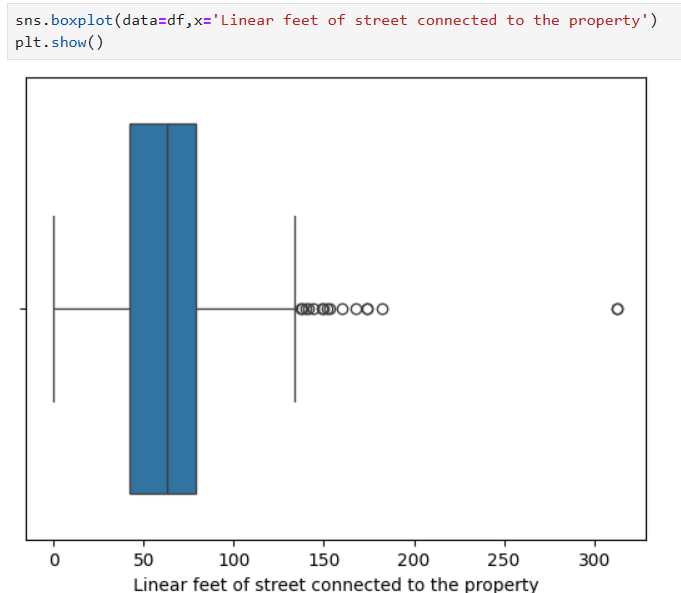 sns.boxplot(data=df,x='Linear feet of street connected to the property')
plt.show()
0 50 100 150 200 250 300
Linear feet of street connected to the property